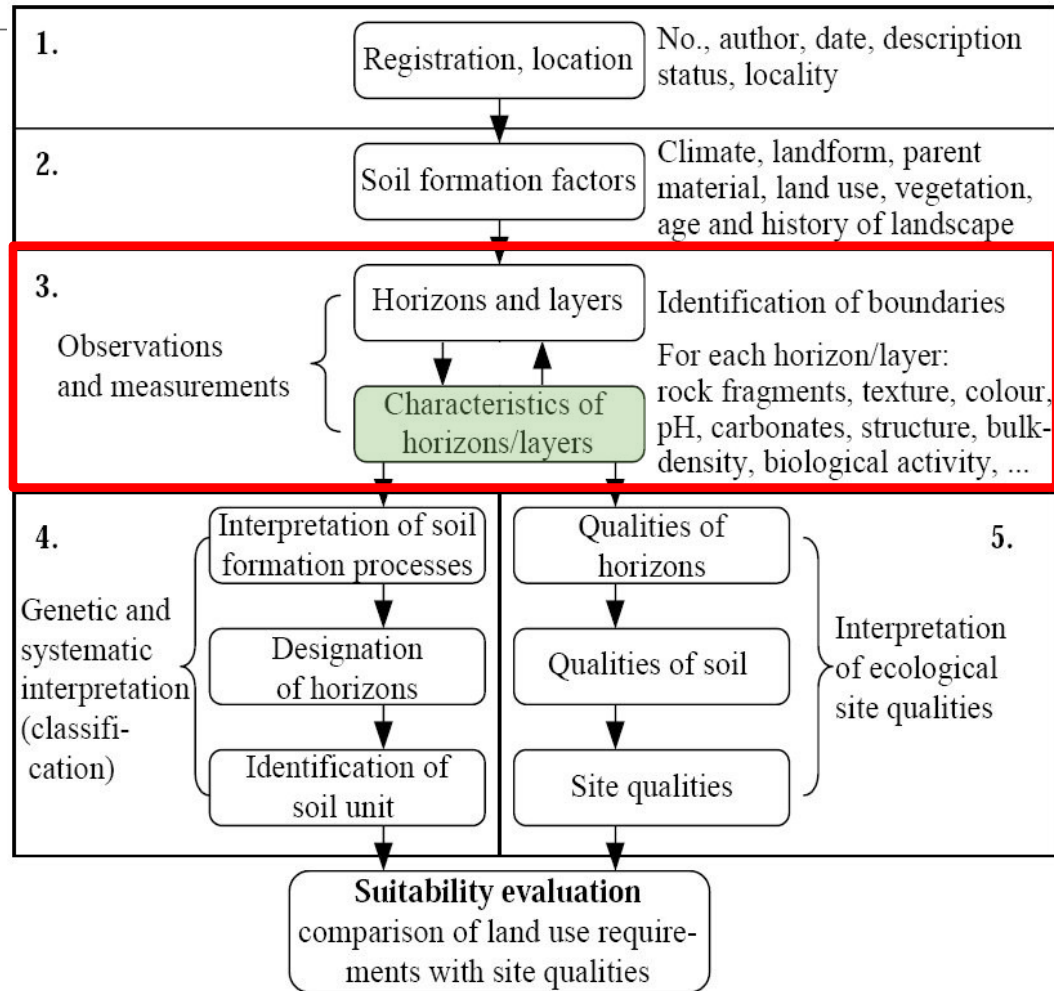 1.
Registration, location
No., author, date, description
status, locality
2.
Soil formation factors
Climate, landform, parent
material, land use, vegetation,
age and history of landscape
3.
Observations
and measurements
Horizons and layers
Identification of boundaries
Characteristics of
horizons/layers
For each horizon/layer:
rock fragments, texture, colour,
pH, carbonates, structure, bulk-
density, biological activity, ...
4.
Genetic and
systematic
interpretation
(classifi-
cation)
Interpretation of soil
formation processes
Designation
of horizons
Identification of
soil unit
5.
Qualities of
horizons
Qualities of soil
Site qualities
Interpretation
of ecological
site qualities
Suitability evaluation
comparison of land use require-
ments with site qualities